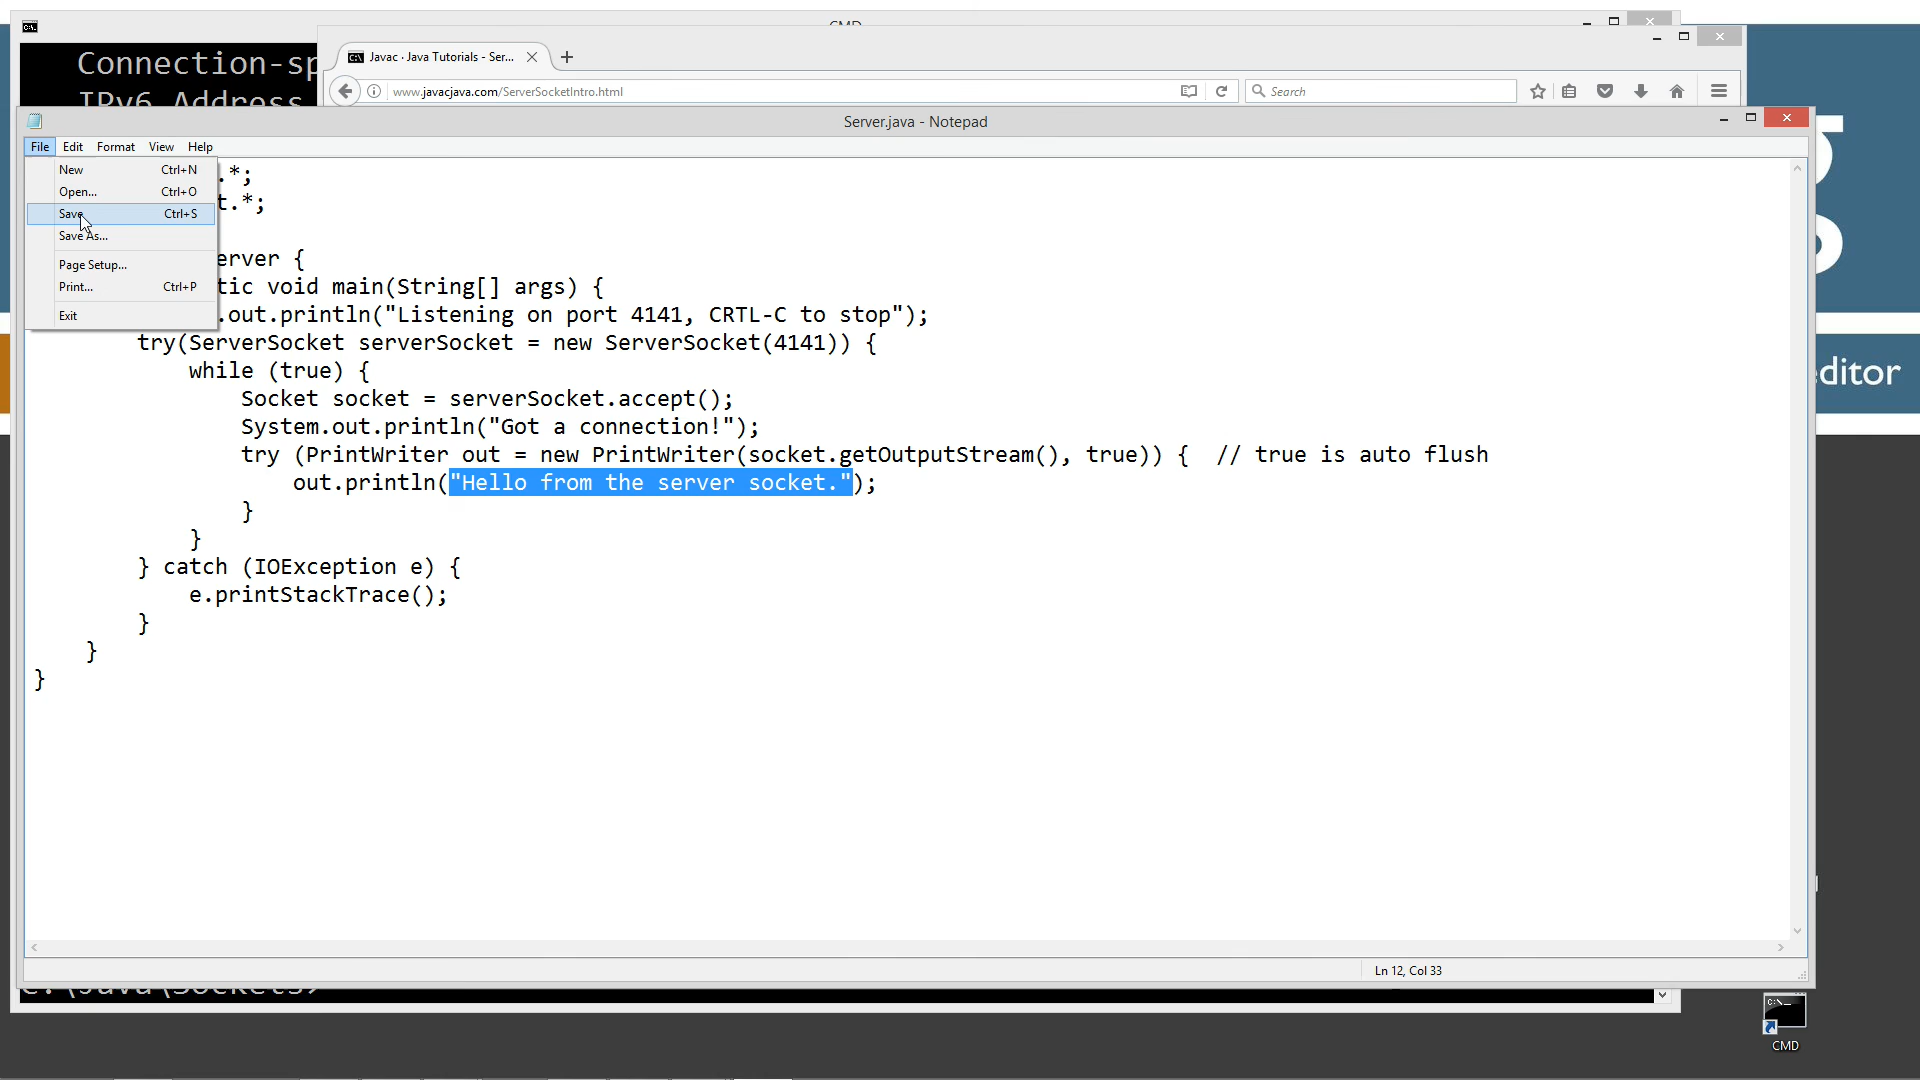 CMD
Connection-sp
IPv6 Address
Javac · Java Tutorials - Ser...
www.javacjava.com/ServerSocketIntro.html
Search
Server.java - Notepad
File Edit Format View Help
New Ctrl+N
Open... Ctrl+O
Save Ctrl+S
Save As...
Page Setup...
Print... Ctrl+P
Exit
.*;
t.*;
erver {
tic void main(String[] args) {
.out.println("Listening on port 4141, CRTL-C to stop");
try(ServerSocket serverSocket = new ServerSocket(4141)) {
while (true) {
Socket socket = serverSocket.accept();
System.out.println("Got a connection!");
try (PrintWriter out = new PrintWriter(socket.getOutputStream(), true)) { // true is auto flush
out.println("Hello from the server socket.");
}
}
} catch (IOException e) {
e.printStackTrace();
}
}
}
editor
Ln 12, Col 33
C:\Java\Sockets>
CMD